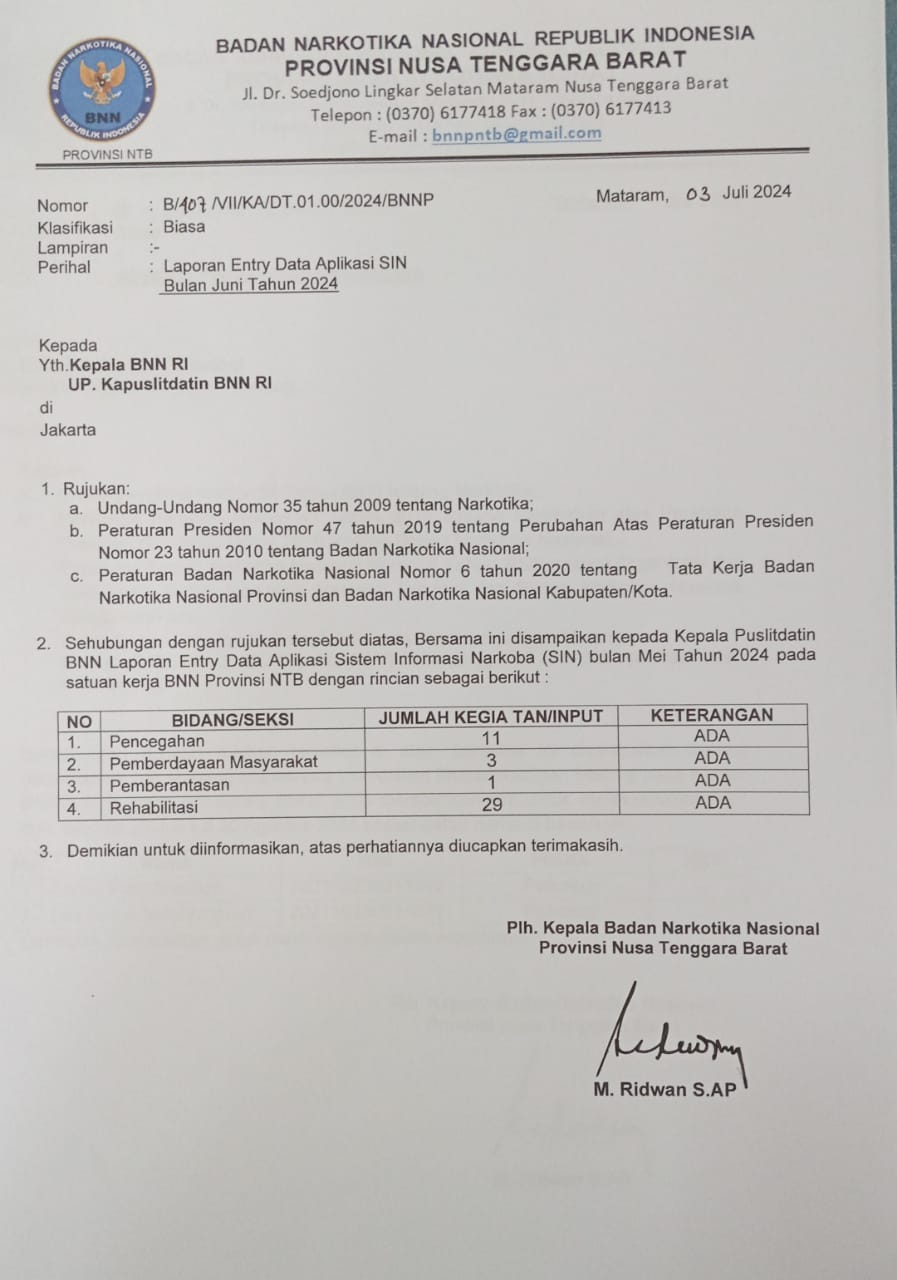 BADAN NARKOTIKA NASIONAL
BNN
REPUBLIK INDONESIA
PROVINSI NTB
BADAN NARKOTIKA NASIONAL REPUBLIK INDONESIA
PROVINSI NUSA TENGGARA BARAT
Jl. Dr. Soedjono Lingkar Selatan Mataram Nusa Tenggara Barat
Telepon : (0370) 6177418 Fax : (0370) 6177413
E-mail : bnnpntb@gmail.com
Nomor : B/407 /VII/KA/DT.01.00/2024/BNNP Mataram, 03 Juli 2024
Klasifikasi : Biasa
Lampiran :-
Perihal : Laporan Entry Data Aplikasi SIN
Bulan Juni Tahun 2024
Kepada
Yth.Kepala BNN RI
UP. Kapuslitdatin BNN RI
di
Jakarta
1. Rujukan:
a. Undang-Undang Nomor 35 tahun 2009 tentang Narkotika;
b. Peraturan Presiden Nomor 47 tahun 2019 tentang Perubahan Atas Peraturan Presiden
Nomor 23 tahun 2010 tentang Badan Narkotika Nasional;
c. Peraturan Badan Narkotika Nasional Nomor 6 tahun 2020 tentang Tata Kerja Badan
Narkotika Nasional Provinsi dan Badan Narkotika Nasional Kabupaten/Kota.
2. Sehubungan dengan rujukan tersebut diatas, Bersama ini disampaikan kepada Kepala Puslitdatin
BNN Laporan Entry Data Aplikasi Sistem Informasi Narkoba (SIN) bulan Mei Tahun 2024 pada
satuan kerja BNN Provinsi NTB dengan rincian sebagai berikut :
NO BIDANG/SEKSI JUMLAH KEGIA TAN/INPUT KETERANGAN
1. Pencegahan 11 ADA
2. Pemberdayaan Masyarakat 3 ADA
3. Pemberantasan 1 ADA
4. Rehabilitasi 29 ADA
3. Demikian untuk diinformasikan, atas perhatiannya diucapkan terimakasih.
Plh. Kepala Badan Narkotika Nasional
Provinsi Nusa Tenggara Barat
M. Ridwan S.AP